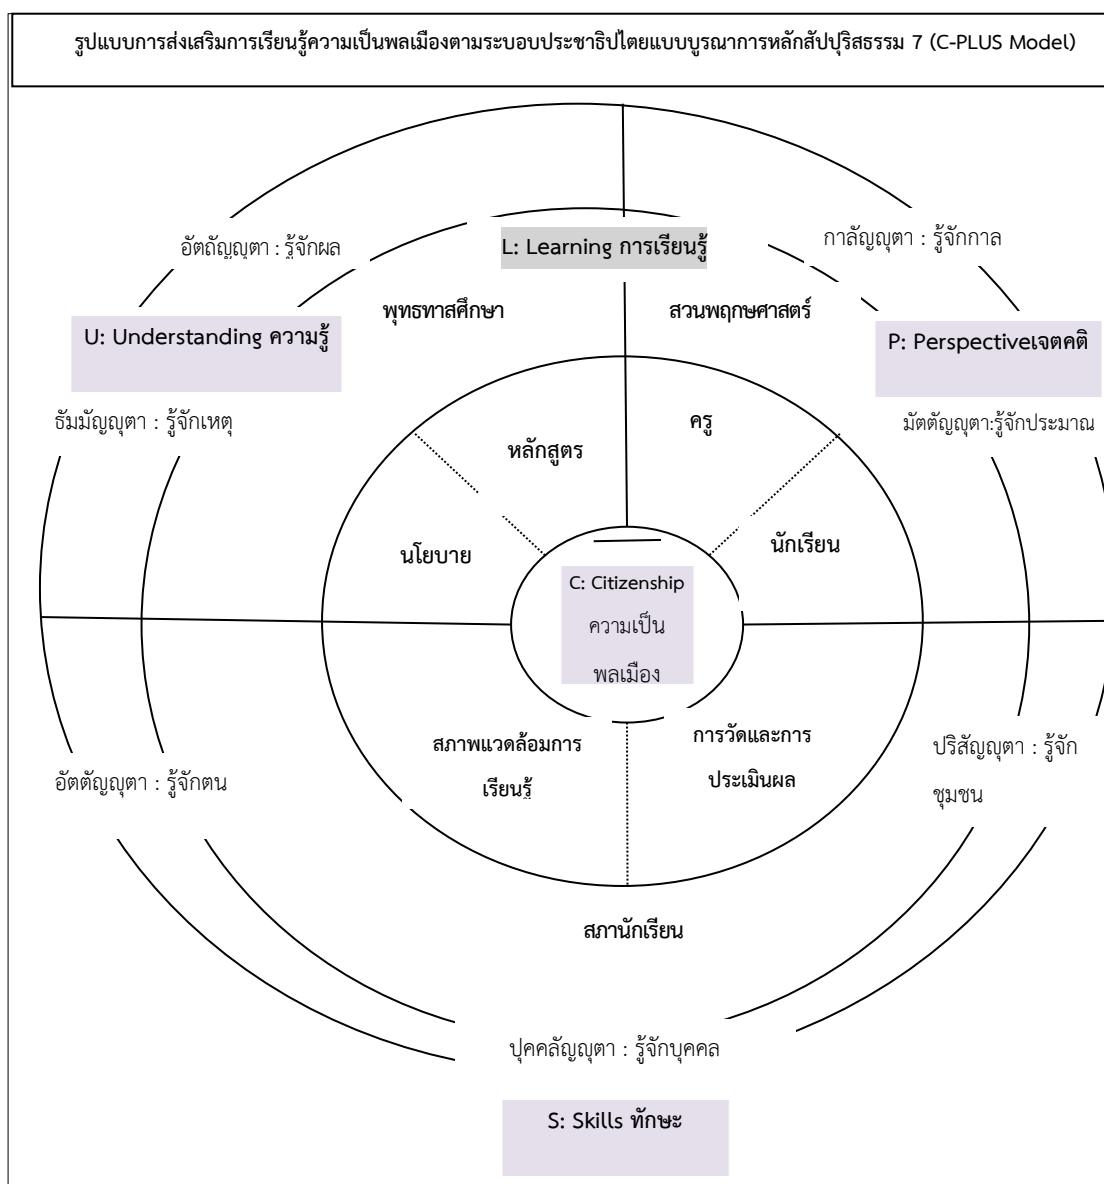 รูปแบบการส่งเสริมการเรียนรู้ความเป็นพลเมืองตามระบอบประชาธิปไตยแบบบูรณาการหลักสัปปุริสธรรม 7 (C-PLUS Model)
อัตถัญญุตา : รู้จักผล
กาลัญญุตา : รู้จักกาล
L: Learning การเรียนรู้
พุทธทาสศึกษา
สวนพฤกษศาสตร์
U: Understanding ความรู้
P: Perspectiveเจตคติ
ธัมมัญญุตา : รู้จักเหตุ
มัตตัญญุตา:รู้จักประมาณ
หลักสูตร
ครู
นโยบาย
นักเรียน
C: Citizenship
ความเป็น
พลเมือง
สภาพแวดล้อมการ
เรียนรู้
การวัดและการ
ประเมินผล
อัตตัญญุตา : รู้จักตน
ปริสัญญุตา : รู้จัก
ชุมชน
สภานักเรียน
ปุคคลัญญุตา : รู้จักบุคคล
S: Skills ทักษะ